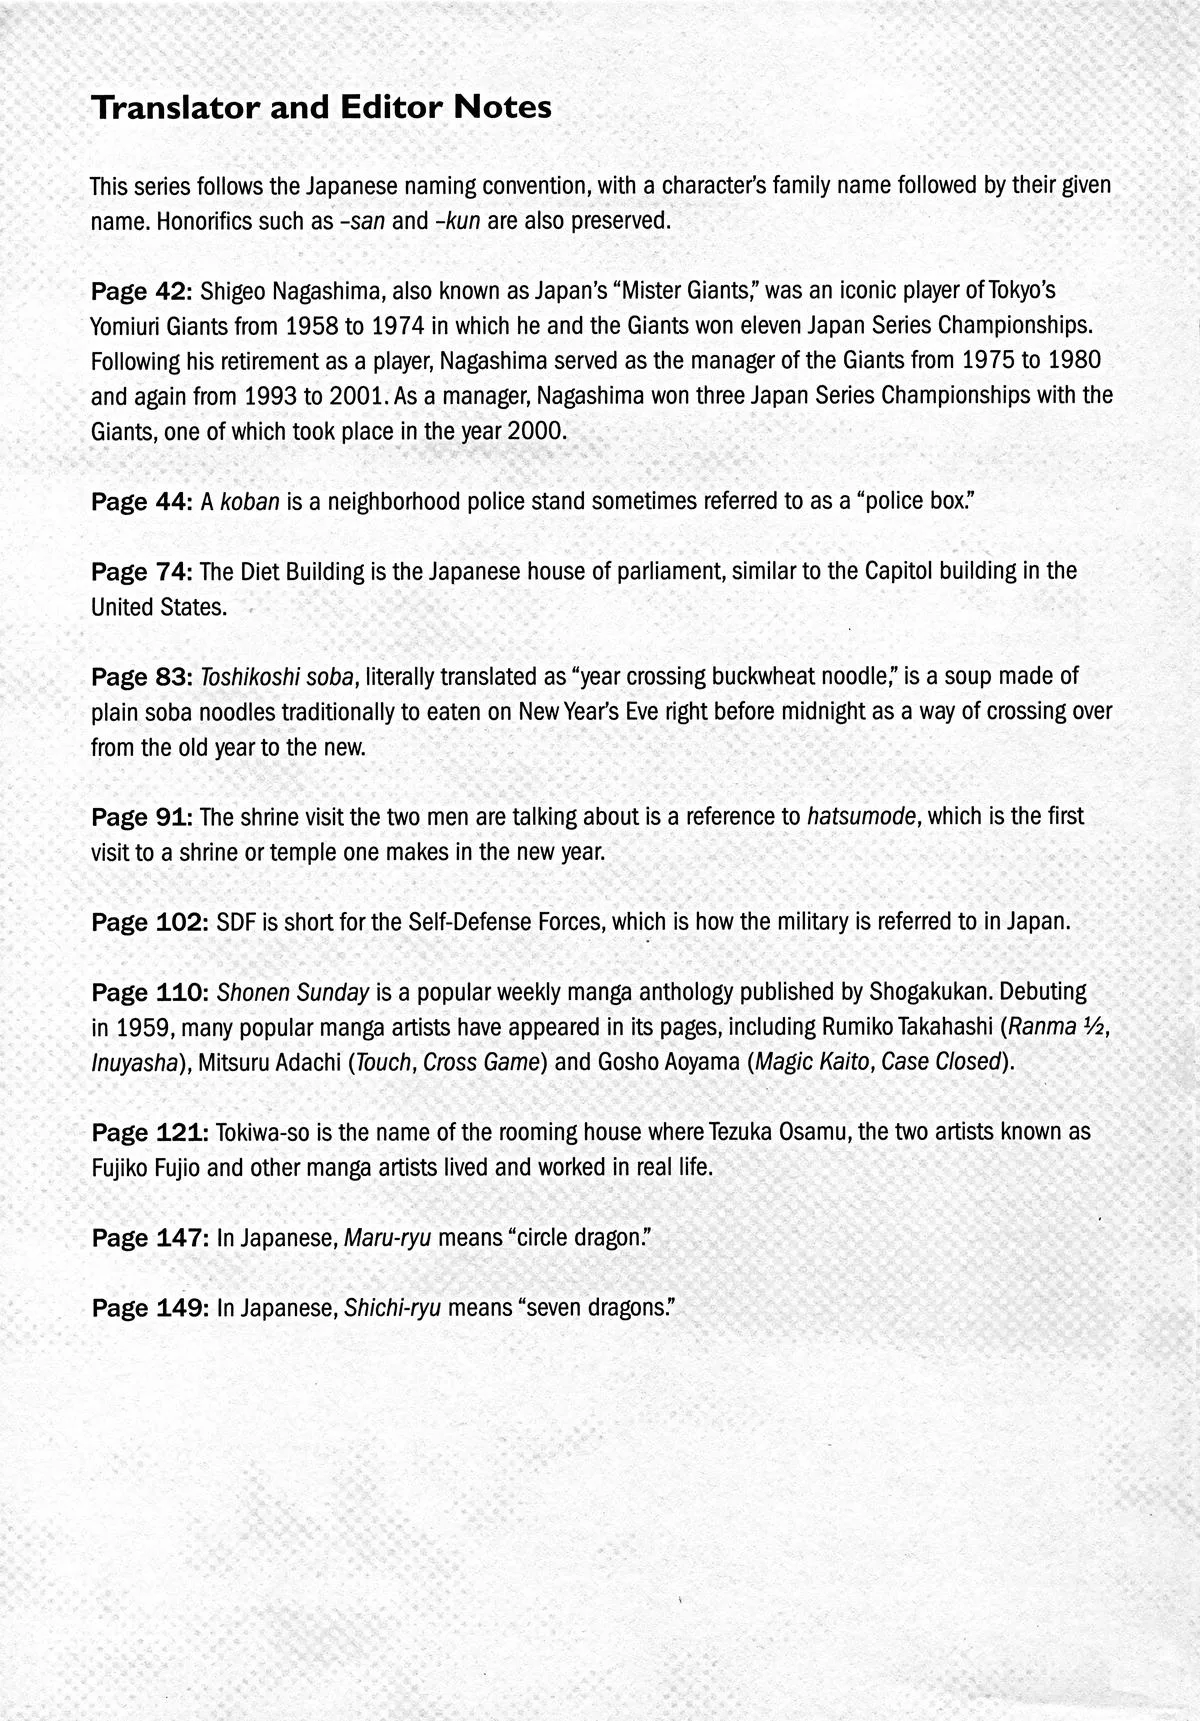 Translator and Editor Notes
This series follows the Japanese naming convention, with a character’s family name followed by their given
name. Honorifics such as –san and –kun are also preserved.
Page 42: Shigeo Nagashima, also known as Japan’s “Mister Giants,” was an iconic player of Tokyo’s
Yomiuri Giants from 1958 to 1974 in which he and the Giants won eleven Japan Series Championships.
Following his retirement as a player, Nagashima served as the manager of the Giants from 1975 to 1980
and again from 1993 to 2001. As a manager, Nagashima won three Japan Series Championships with the
Giants, one of which took place in the year 2000.
Page 44: A koban is a neighborhood police stand sometimes referred to as a “police box.”
Page 74: The Diet Building is the Japanese house of parliament, similar to the Capitol building in the
United States.
Page 83: Toshikoshi soba, literally translated as “year crossing buckwheat noodle,” is a soup made of
plain soba noodles traditionally to eaten on New Year’s Eve right before midnight as a way of crossing over
from the old year to the new.
Page 91: The shrine visit the two men are talking about is a reference to hatsumode, which is the first
visit to a shrine or temple one makes in the new year.
Page 102: SDF is short for the Self-Defense Forces, which is how the military is referred to in Japan.
Page 110: Shonen Sunday is a popular weekly manga anthology published by Shogakukan. Debuting
in 1959, many popular manga artists have appeared in its pages, including Rumiko Takahashi (Ranma ½,
Inuyasha), Mitsuru Adachi (Touch, Cross Game) and Gosho Aoyama (Magic Kaito, Case Closed).
Page 121: Tokiwa-so is the name of the rooming house where Tezuka Osamu, the two artists known as
Fujiko Fujio and other manga artists lived and worked in real life.
Page 147: In Japanese, Maru-ryu means “circle dragon.”
Page 149: In Japanese, Shichi-ryu means “seven dragons.”